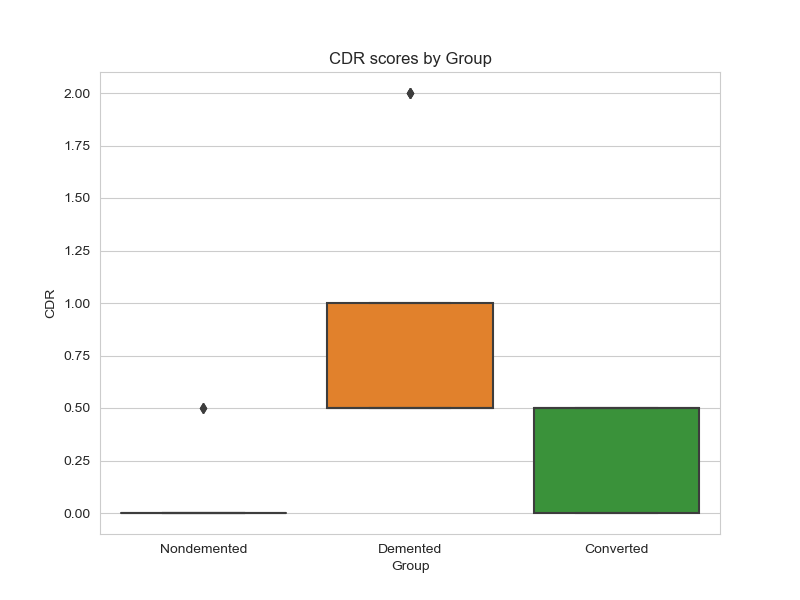 CDR scores by Group
2.00
1.75
1.50
1.25
1.00
0.75
0.50
0.25
0.00
CDR
Nondemented Demented Converted
Group